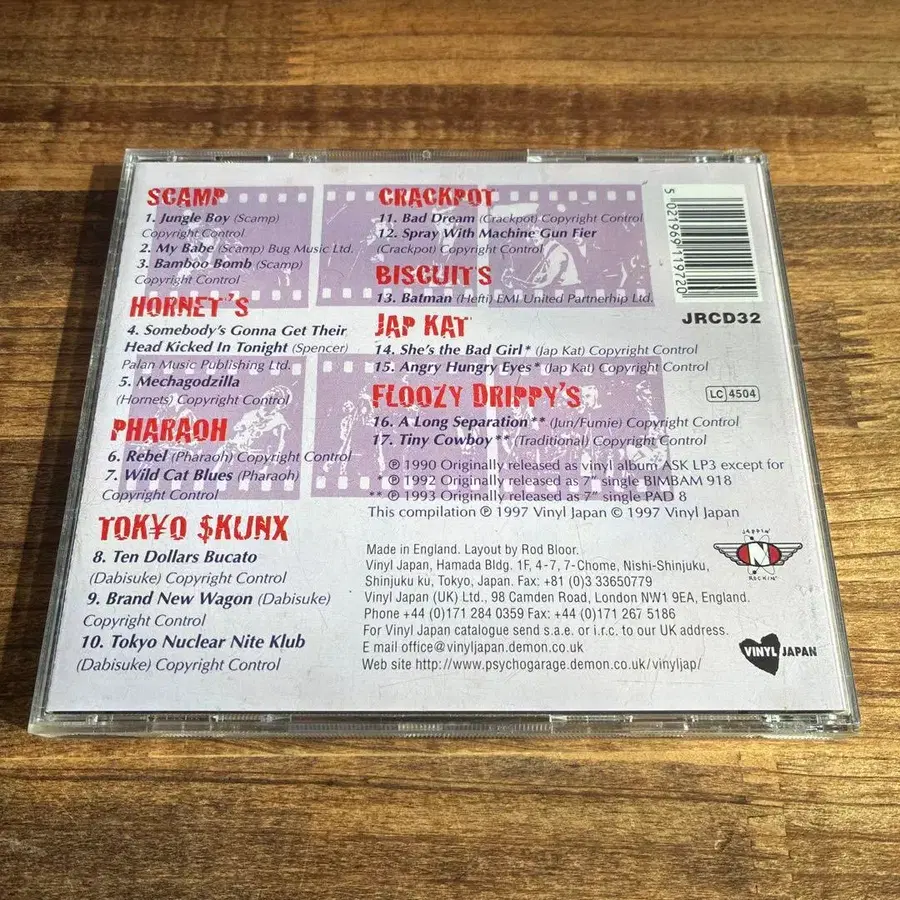 SCAMP
1. Jungle Boy (Scamp)
Copyright Control
2. My Babe (Scamp) Bug Music Ltd.
3. Bamboo Bomb (Scamp)
Copyright Control
HORNET'S
4. Somebody's Gonna Get Their
Head Kicked In Tonight (Spencer)
Palan Music Publishing Ltd.
5. Mechagodzilla
(Hornets) Copyright Control
PHARAOH
6. Rebel (Pharaoh) Copyright Control
7. Wild Cat Blues (Pharaoh)
Copyright Control
TOK¥O $KUNX
8. Ten Dollars Bucato
(Dabisuke) Copyright Control
9. Brand New Wagon (Dabisuke)
Copyright Control
10. Tokyo Nuclear Nite Klub
(Dabisuke) Copyright Control
CRACKPOT
11. Bad Dream (Crackpot) Copyright Control
12. Spray With Machine Gun Fier
(Crackpot) Copyright Control
BISCUITS
13. Batman (Hefti) EMI United Partnerhip Ltd.
JAP KAT
14. She's the Bad Girl* (Jap Kat) Copyright Control
15. Angry Hungry Eyes* (Jap Kat) Copyright Control
FLOOZY DRIPPY'S
16. A Long Separation** (Jun/Fumie) Copyright Control
17. Tiny Cowboy** (Traditional) Copyright Control
℗ 1990 Originally released as vinyl album ASK LP3 except for
* ℗ 1992 Originally released as 7" single BIMBAM 918
** ℗ 1993 Originally released as 7" single PAD 8
This compilation ℗ 1997 Vinyl Japan © 1997 Vinyl Japan
Made in England. Layout by Rod Bloor.
Vinyl Japan, Hamada Bldg. 1F, 4-7, 7-Chome, Nishi-Shinjuku,
Shinjuku ku, Tokyo, Japan. Fax: +81 (0)3 33650779
Vinyl Japan (UK) Ltd., 98 Camden Road, London NW1 9EA, England.
Phone +44 (0)171 284 0359 Fax: +44 (0)171 267 5186
For Vinyl Japan catalogue send s.a.e. or i.r.c. to our UK address.
E mail office@vinyljapan.demon.co.uk
Web site http://www.psychogarage.demon.co.uk/vinyljap/
5 021969 119720
JRCD32
LC 4504
JAPPIN'
N
ROCKIN'
VINYL JAPAN